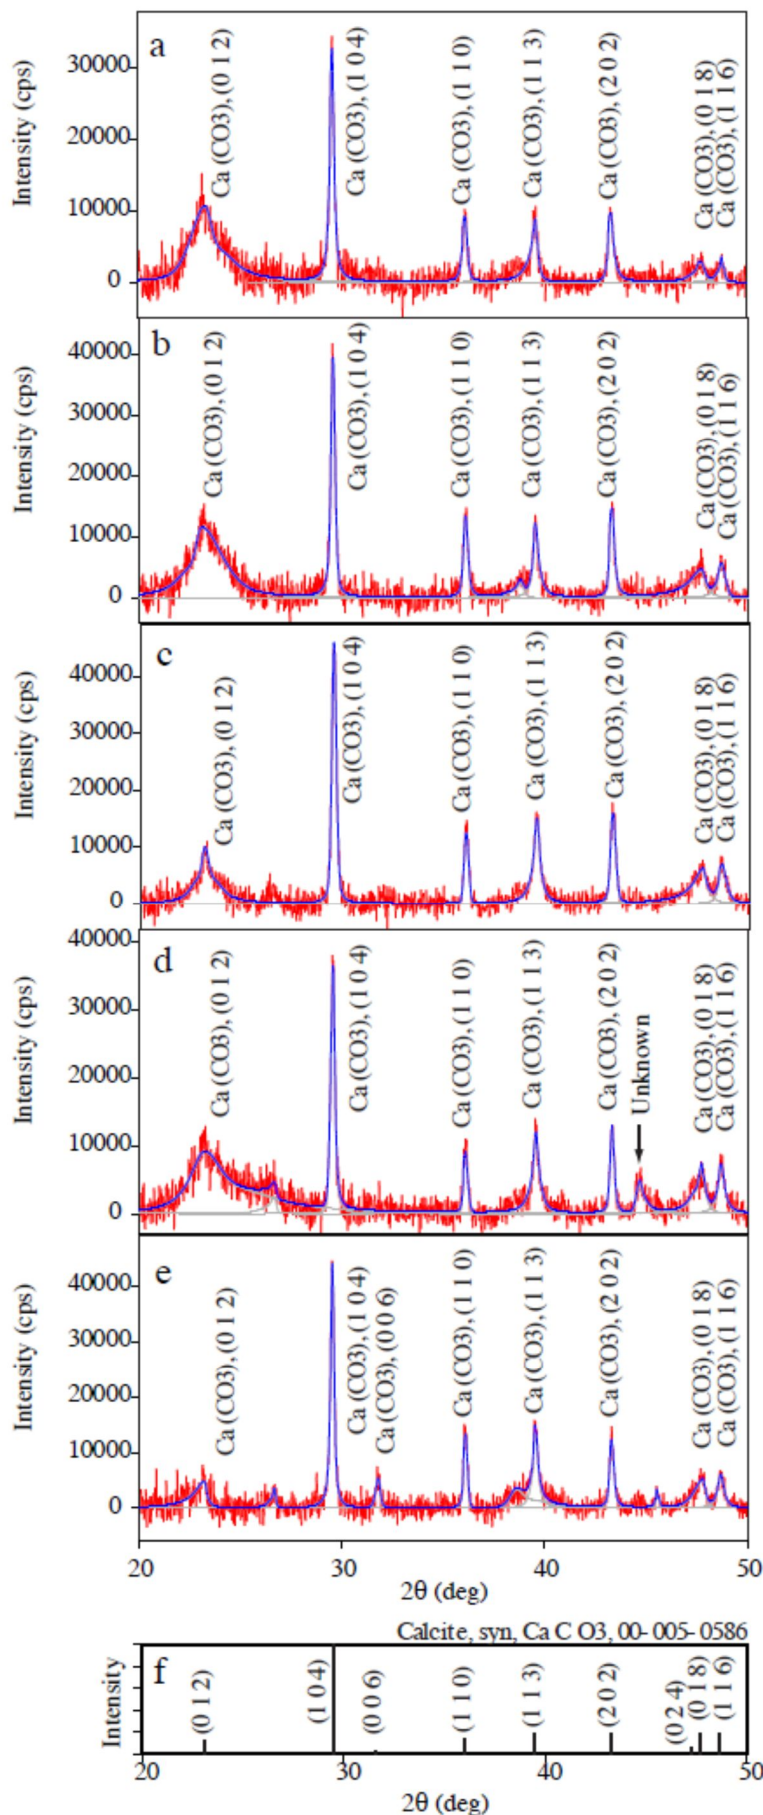 a
Intensity (cps)
30000
20000
10000
0
Ca (CO3), (0 1 2)
Ca (CO3), (1 0 4)
Ca (CO3), (1 1 0)
Ca (CO3), (1 1 3)
Ca (CO3), (2 0 2)
Ca (CO3), (0 1 8)
Ca (CO3), (1 1 6)
b
Intensity (cps)
40000
30000
20000
10000
0
Ca (CO3), (0 1 2)
Ca (CO3), (1 0 4)
Ca (CO3), (1 1 0)
Ca (CO3), (1 1 3)
Ca (CO3), (2 0 2)
Ca (CO3), (0 1 8)
Ca (CO3), (1 1 6)
c
Intensity (cps)
40000
30000
20000
10000
0
Ca (CO3), (0 1 2)
Ca (CO3), (1 0 4)
Ca (CO3), (1 1 0)
Ca (CO3), (1 1 3)
Ca (CO3), (2 0 2)
Ca (CO3), (0 1 8)
Ca (CO3), (1 1 6)
d
Intensity (cps)
40000
30000
20000
10000
0
Ca (CO3), (0 1 2)
Ca (CO3), (1 0 4)
Ca (CO3), (1 1 0)
Ca (CO3), (1 1 3)
Ca (CO3), (2 0 2)
Unknown
Ca (CO3), (0 1 8)
Ca (CO3), (1 1 6)
e
Intensity (cps)
40000
30000
20000
10000
0
Ca (CO3), (0 1 2)
Ca (CO3), (1 0 4)
Ca (CO3), (0 0 6)
Ca (CO3), (1 1 0)
Ca (CO3), (1 1 3)
Ca (CO3), (2 0 2)
Ca (CO3), (0 1 8)
Ca (CO3), (1 1 6)
20 30 40 50
2θ (deg)
Calcite, syn, Ca C O3, 00- 005- 0586
f
Intensity
(0 1 2)
(1 0 4)
(0 0 6)
(1 1 0)
(1 1 3)
(2 0 2)
(0 2 4)
(0 1 8)
(1 1 6)
20 30 40 50
2θ (deg)